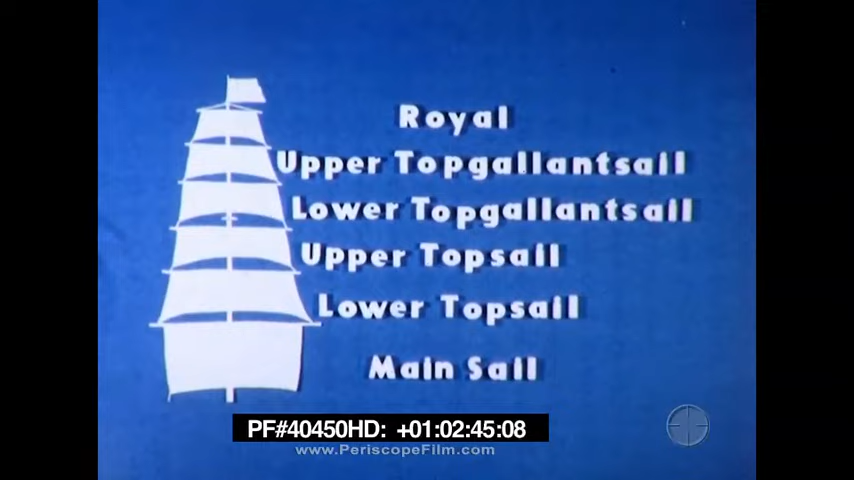 Royal
Upper Topgallantsail
Lower Topgallantsail
Upper Topsail
Lower Topsail
Main Sail
PF#40450HD: +01:02:45:08
www.PeriscopeFilm.com